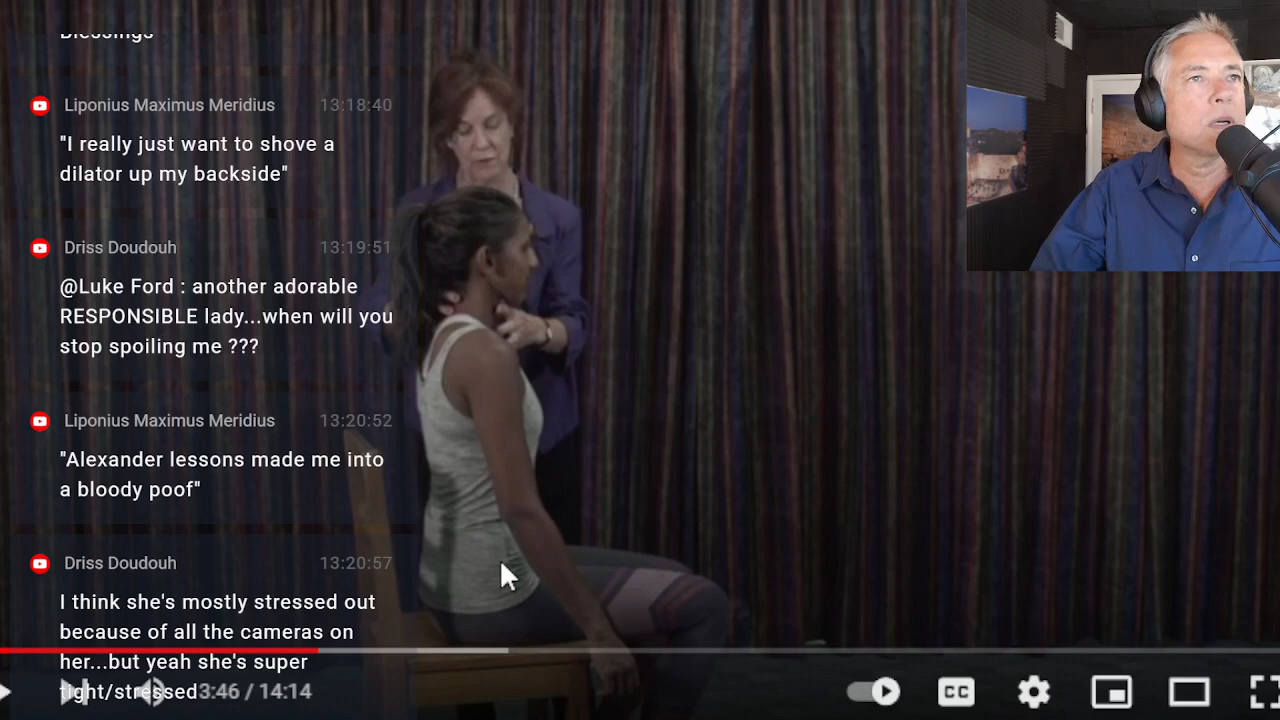 Blessings
Liponius Maximus Meridius 13:18:40
"I really just want to shove a
dilator up my backside"
Driss Doudouh 13:19:51
@Luke Ford : another adorable
RESPONSIBLE lady...when will you
stop spoiling me ???
Liponius Maximus Meridius 13:20:52
"Alexander lessons made me into
a bloody poof"
Driss Doudouh 13:20:57
I think she's mostly stressed out
because of all the cameras on
her...but yeah she's super
tight/stressed
3:46 / 14:14
CC